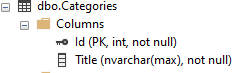 dbo.Categories
Columns
Id (PK, int, not null)
Title (nvarchar(max), not null)